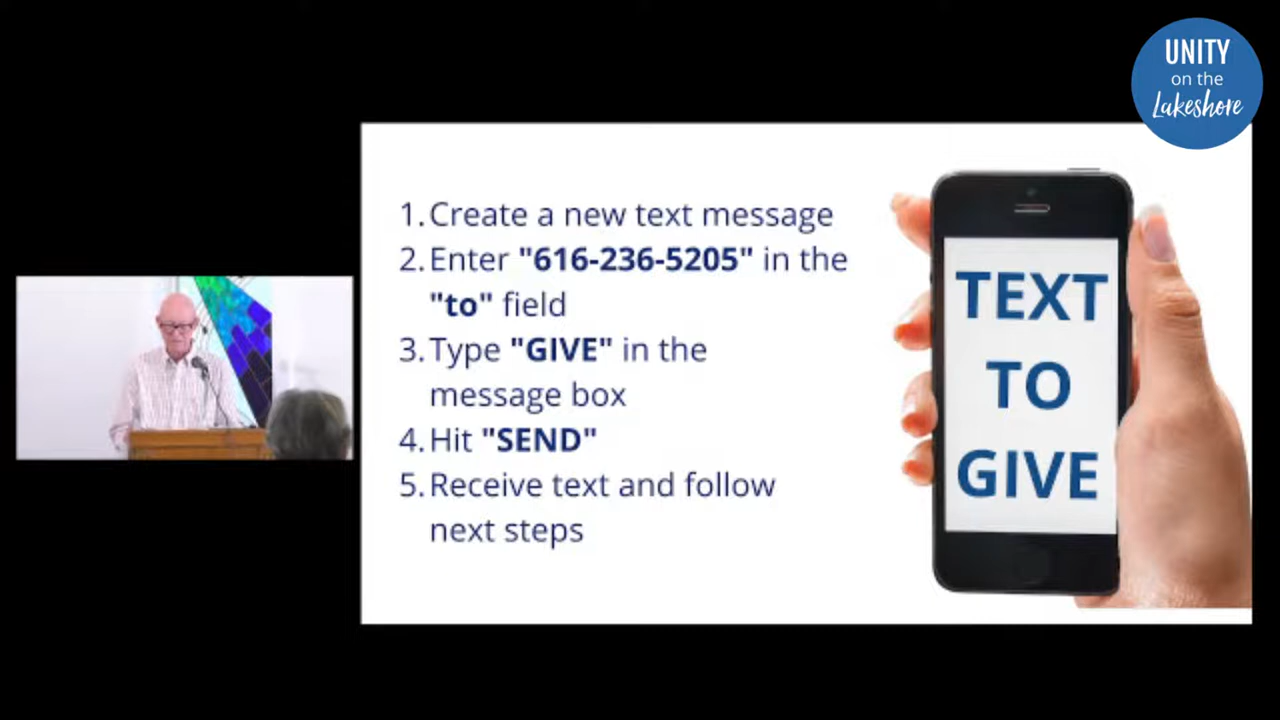 UNITY
on the
Lakeshore
1. Create a new text message
2. Enter "616-236-5205" in the
"to" field
3. Type "GIVE" in the
message box
4. Hit "SEND"
5. Receive text and follow
next steps
TEXT
TO
GIVE